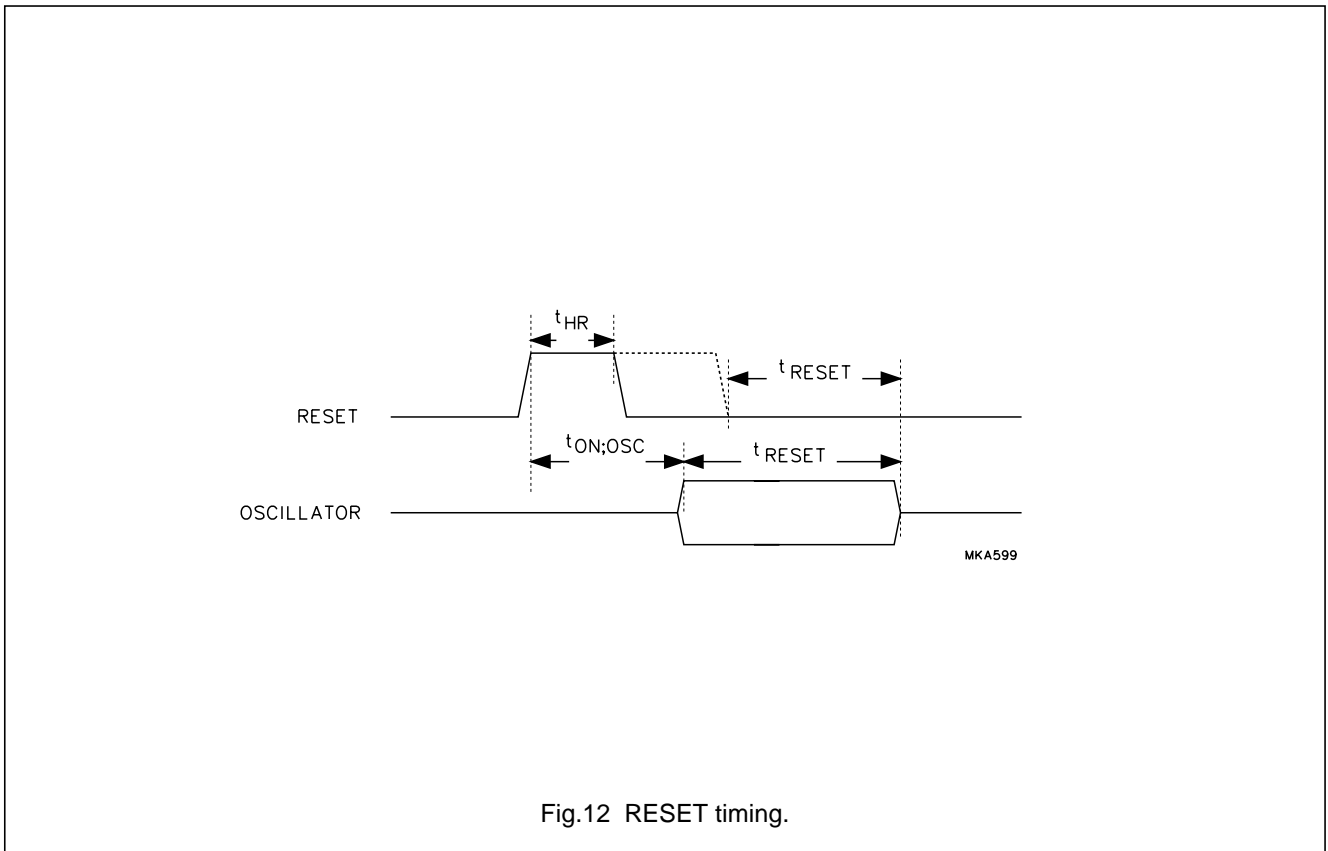 tHR
tRESET
RESET
tON;OSC
tRESET
OSCILLATOR
MKA599
Fig.12 RESET timing.